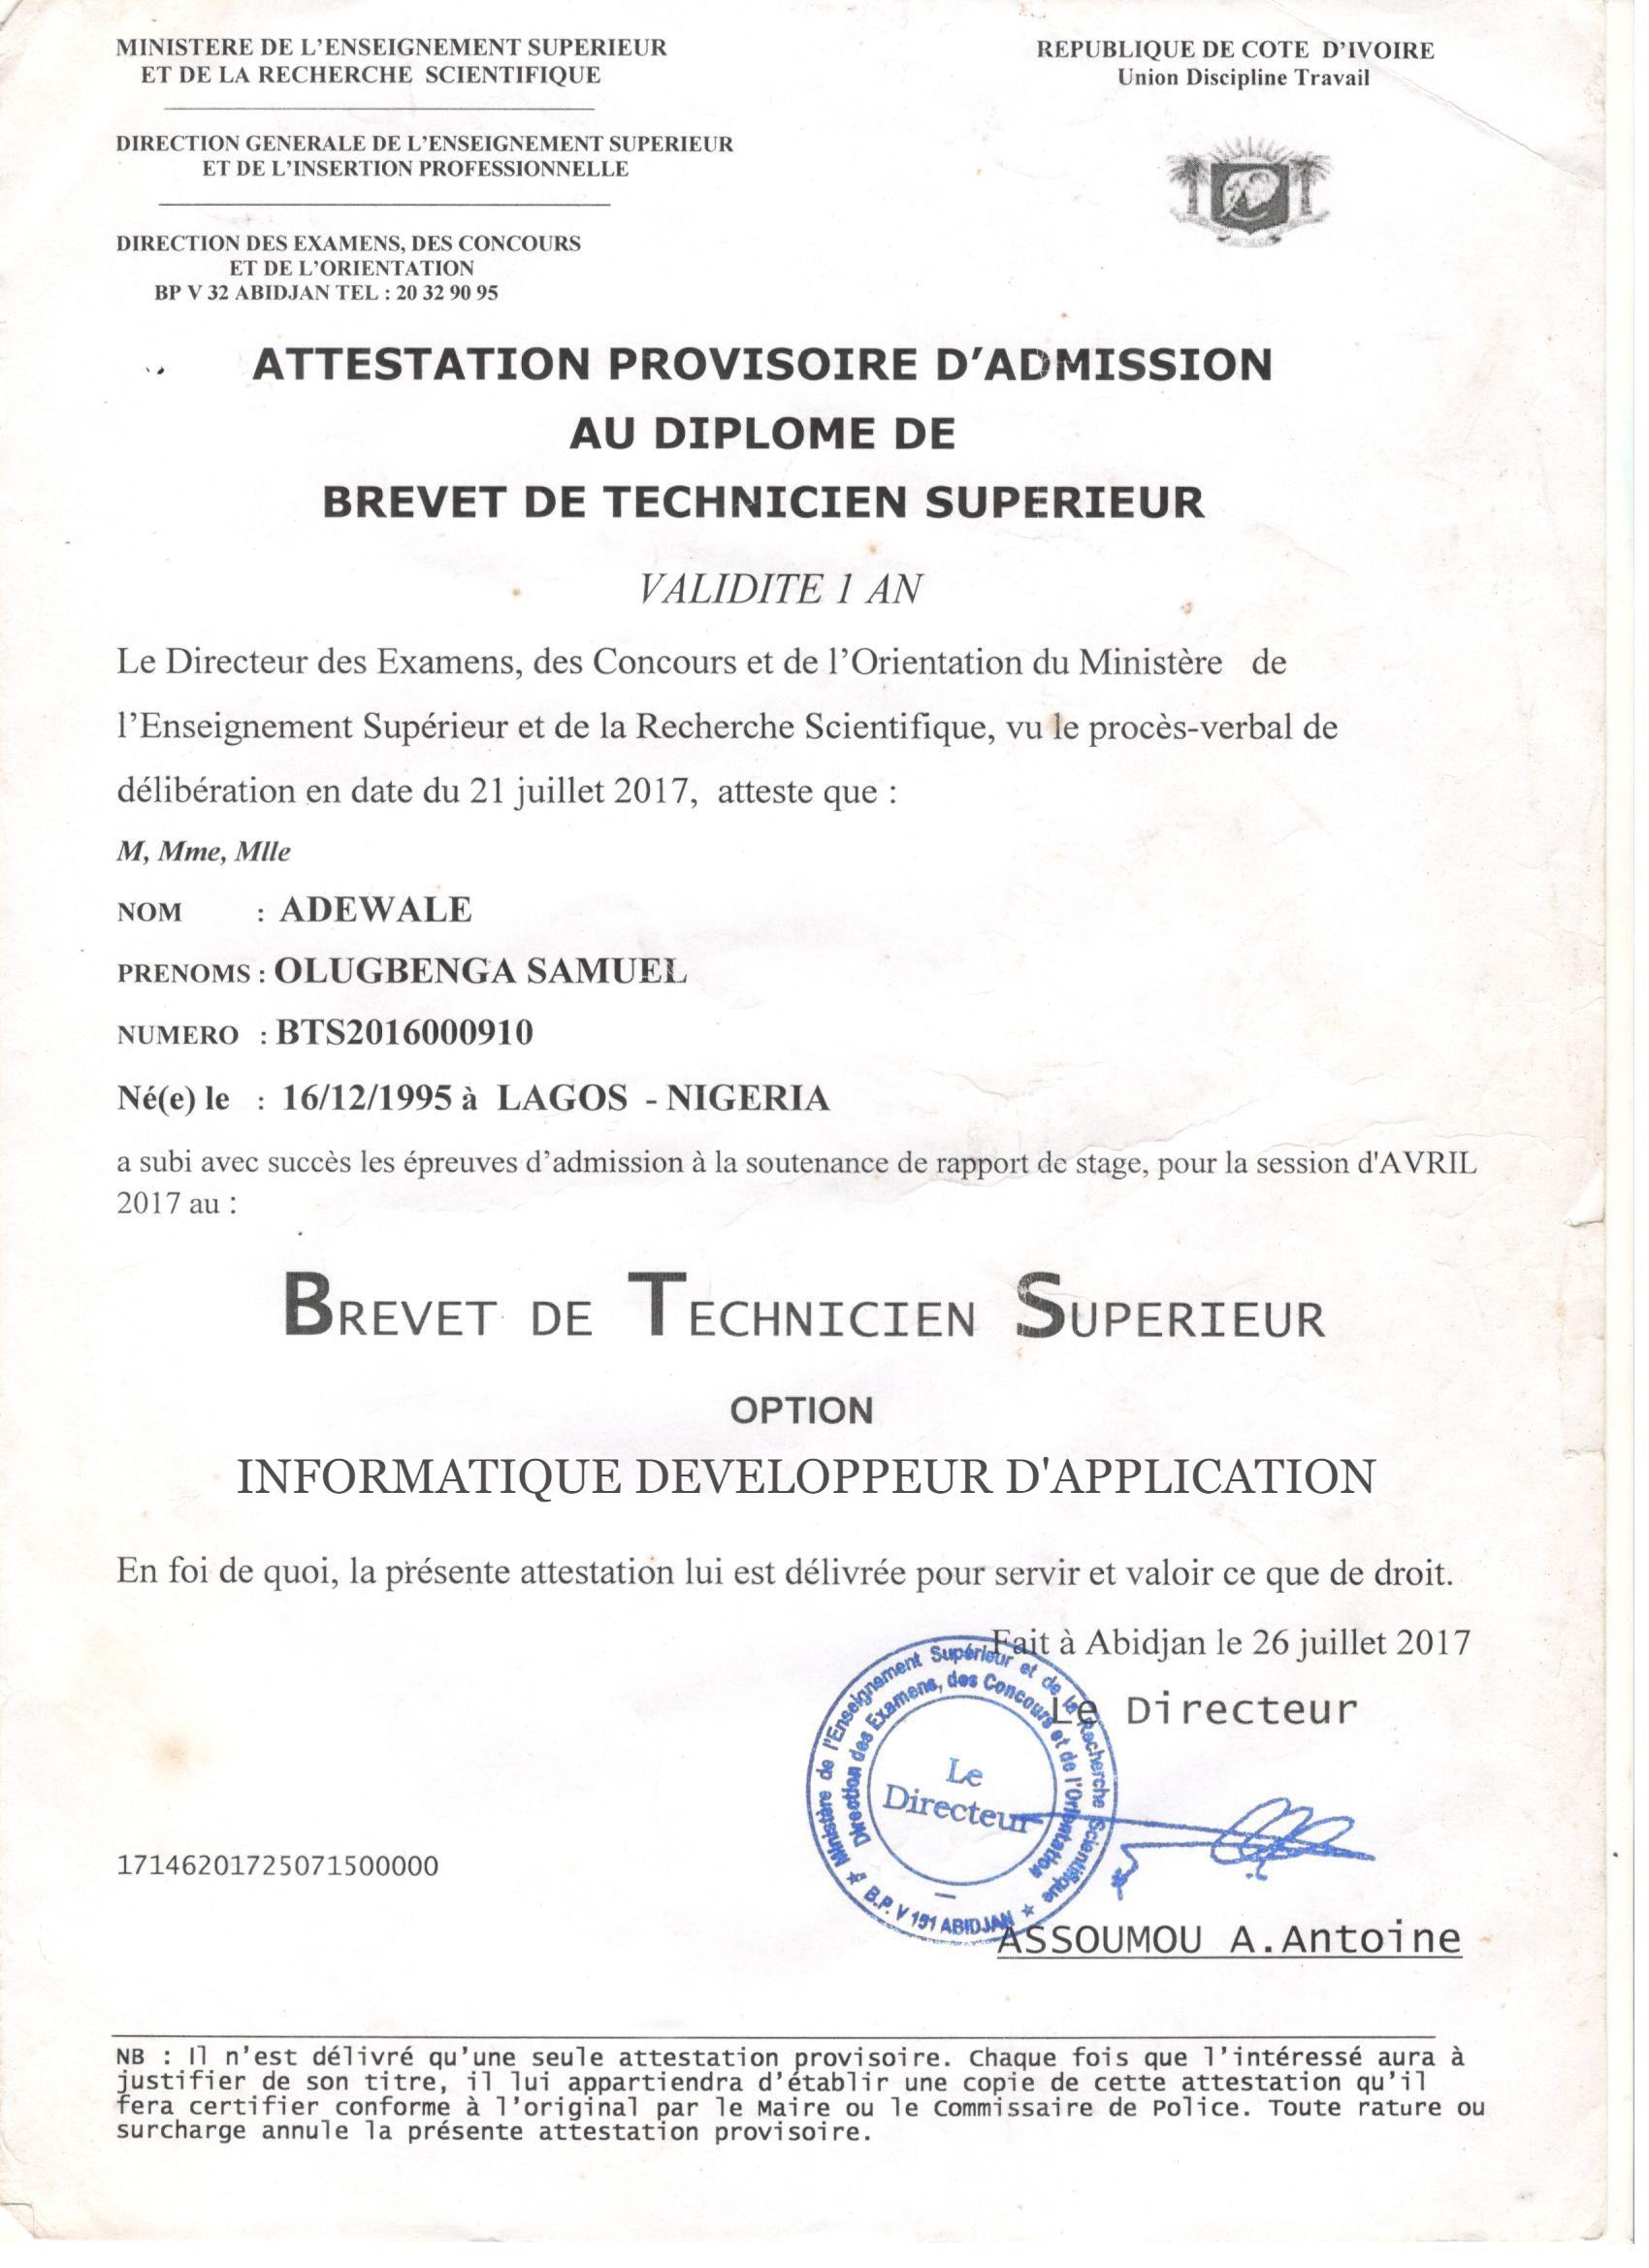 MINISTERE DE L'ENSEIGNEMENT SUPERIEUR
ET DE LA RECHERCHE SCIENTIFIQUE
REPUBLIQUE DE COTE D'IVOIRE
Union Discipline Travail
DIRECTION GENERALE DE L'ENSEIGNEMENT SUPERIEUR
ET DE L'INSERTION PROFESSIONNELLE
DIRECTION DES EXAMENS, DES CONCOURS
ET DE L'ORIENTATION
BP V 32 ABIDJAN TEL : 20 32 90 95
ATTESTATION PROVISOIRE D'ADMISSION
AU DIPLOME DE
BREVET DE TECHNICIEN SUPERIEUR
VALIDITE 1 AN
Le Directeur des Examens, des Concours et de l'Orientation du Ministère de
l'Enseignement Supérieur et de la Recherche Scientifique, vu le procès-verbal de
délibération en date du 21 juillet 2017, atteste que :
M, Mme, Mlle
NOM : ADEWALE
PRENOMS : OLUGBENGA SAMUEL
NUMERO : BTS2016000910
Né(e) le : 16/12/1995 à LAGOS - NIGERIA
a subi avec succès les épreuves d'admission à la soutenance de rapport de stage, pour la session d'AVRIL
2017 au :
BREVET DE TECHNICIEN SUPERIEUR
OPTION
INFORMATIQUE DEVELOPPEUR D'APPLICATION
En foi de quoi, la présente attestation lui est délivrée pour servir et valoir ce que de droit.
Fait à Abidjan le 26 juillet 2017
Le Directeur
Ministère de l'Enseignement Supérieur et de la Recherche Scientifique
Direction des Examens, des Concours et de l'Orientation
Le
Directeur
B.P. V 151 ABIDJAN
17146201725071500000
ASSOUMOU A.Antoine
NB : Il n'est délivré qu'une seule attestation provisoire. Chaque fois que l'intéressé aura à
justifier de son titre, il lui appartiendra d'établir une copie de cette attestation qu'il
fera certifier conforme à l'original par le Maire ou le Commissaire de Police. Toute rature ou
surcharge annule la présente attestation provisoire.